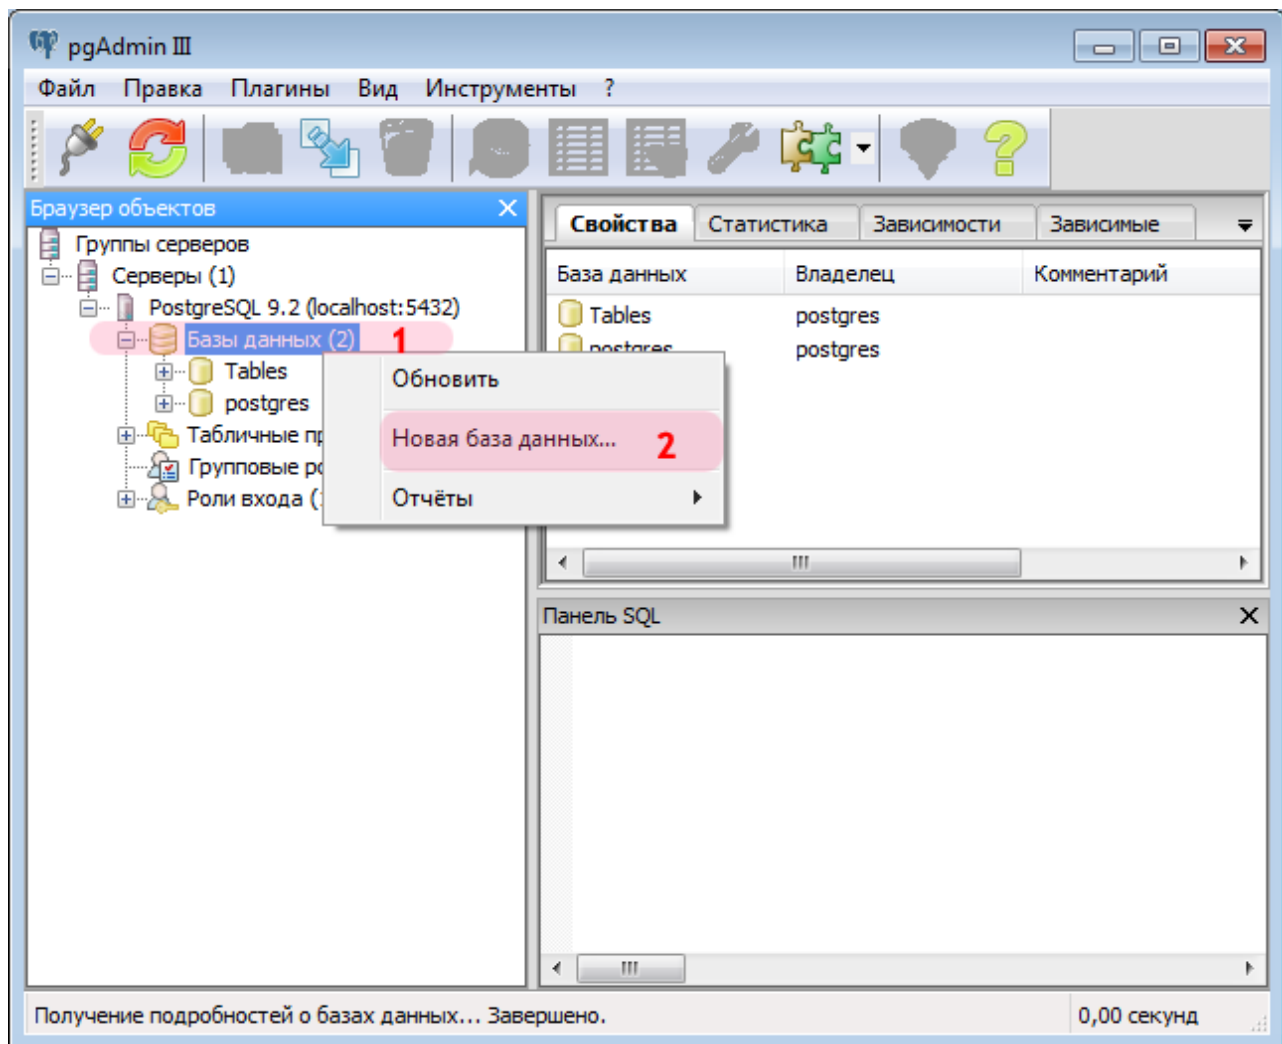 pgAdmin III
Файл Правка Плагины Вид Инструменты ?
Браузер объектов
Группы серверов
Серверы (1)
PostgreSQL 9.2 (localhost:5432)
Базы данных (2) 1
Tables
postgres
Табличные
Групповые
Роли входа
Обновить
Новая база данных... 2
Отчёты
Свойства Статистика Зависимости Зависимые
База данных Владелец Комментарий
Tables postgres
postgres postgres
Панель SQL
Получение подробностей о базах данных... Завершено. 0,00 секунд